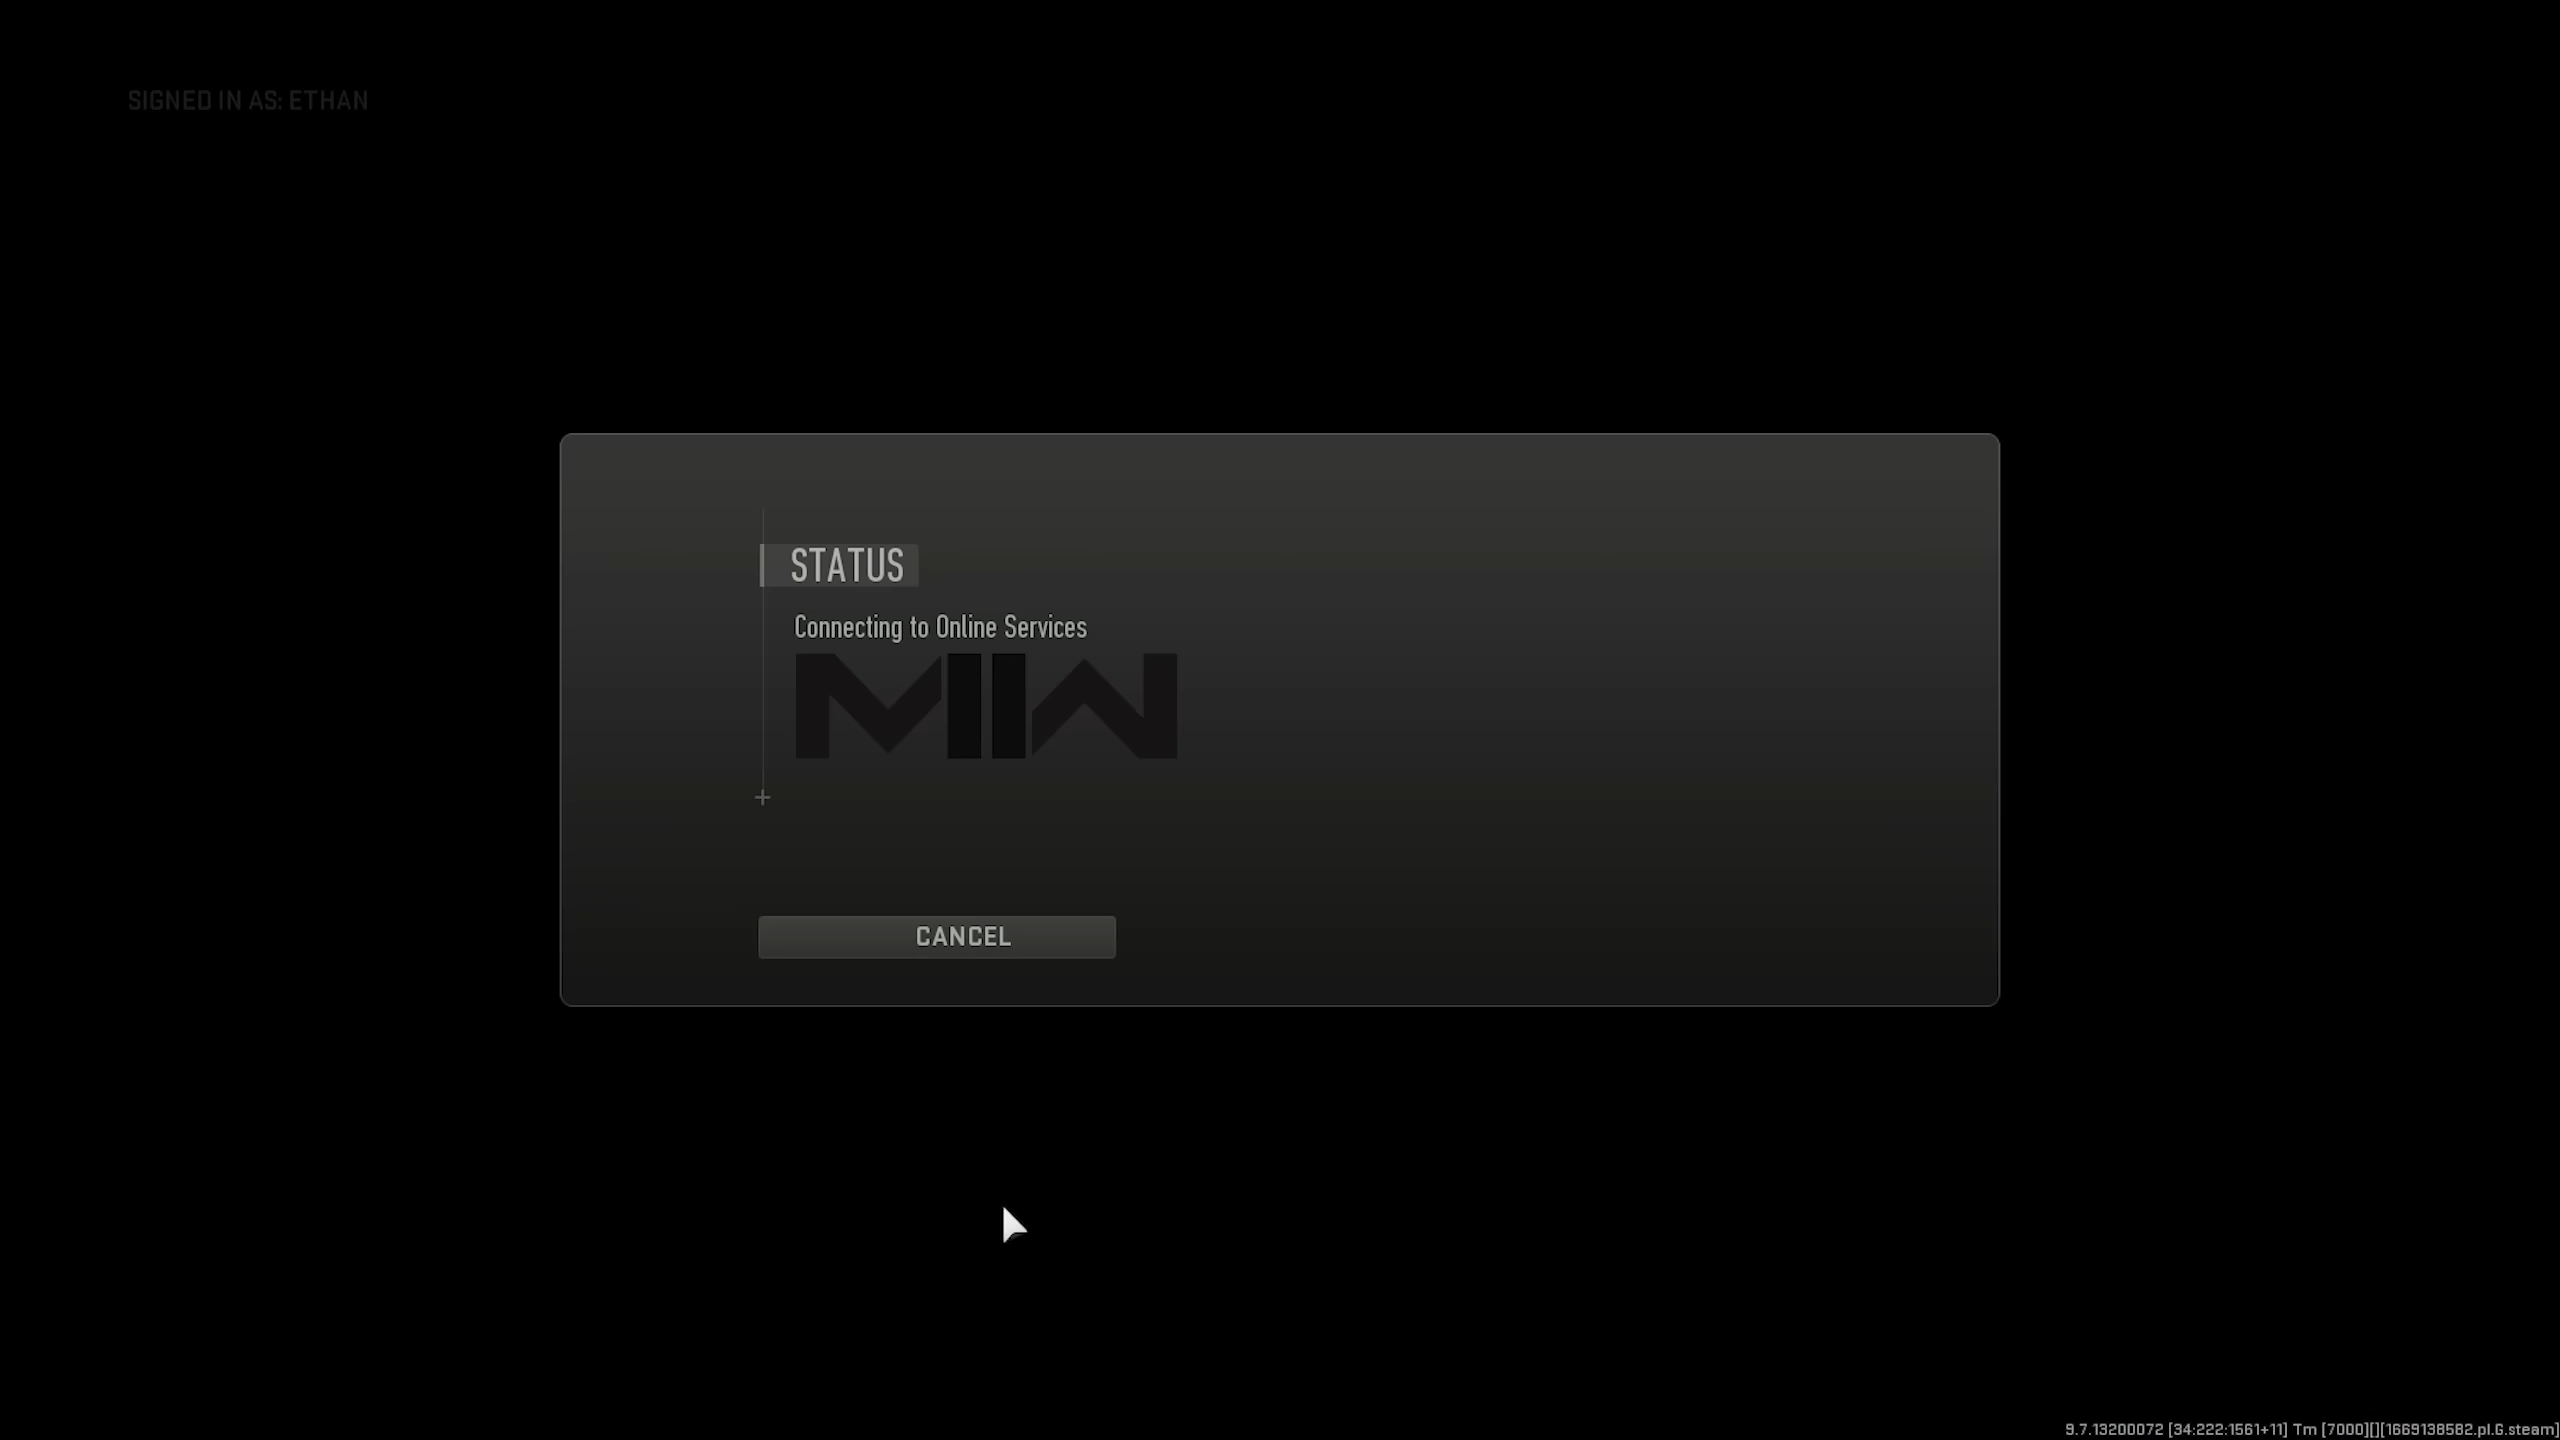 SIGNED IN AS: ETHAN
STATUS
Connecting to Online Services
MIIW
CANCEL
9.7.13200072 [34:222:1561+11] Tm [7000][][1669138582.pl.G.steam]